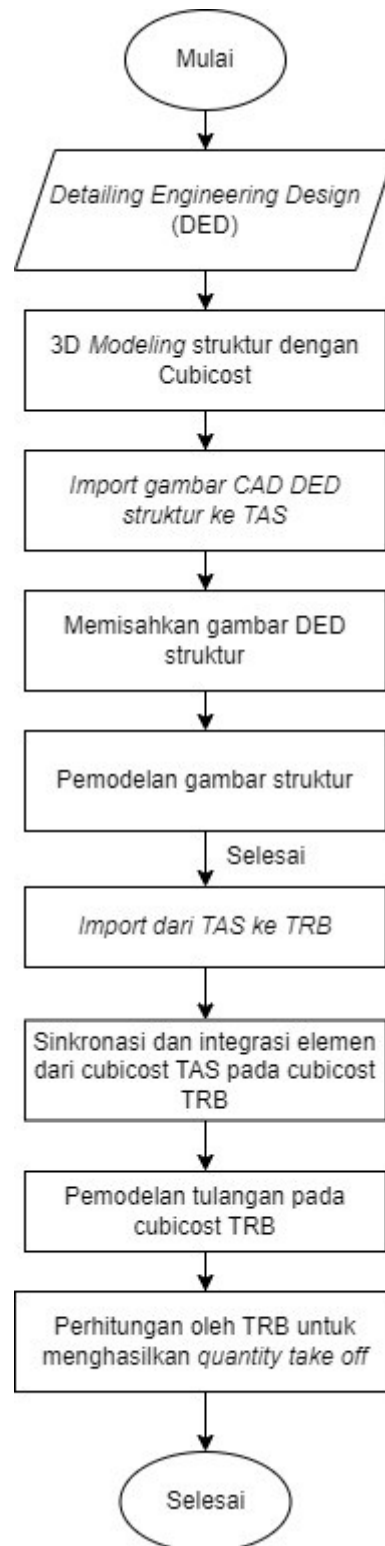 Mulai
Detailing Engineering Design
(DED)
3D Modeling struktur dengan
Cubicost
Import gambar CAD DED
struktur ke TAS
Memisahkan gambar DED
struktur
Pemodelan gambar struktur
Selesai
Import dari TAS ke TRB
Sinkronasi dan integrasi elemen
dari cubicost TAS pada cubicost
TRB
Pemodelan tulangan pada
cubicost TRB
Perhitungan oleh TRB untuk
menghasilkan quantity take off
Selesai